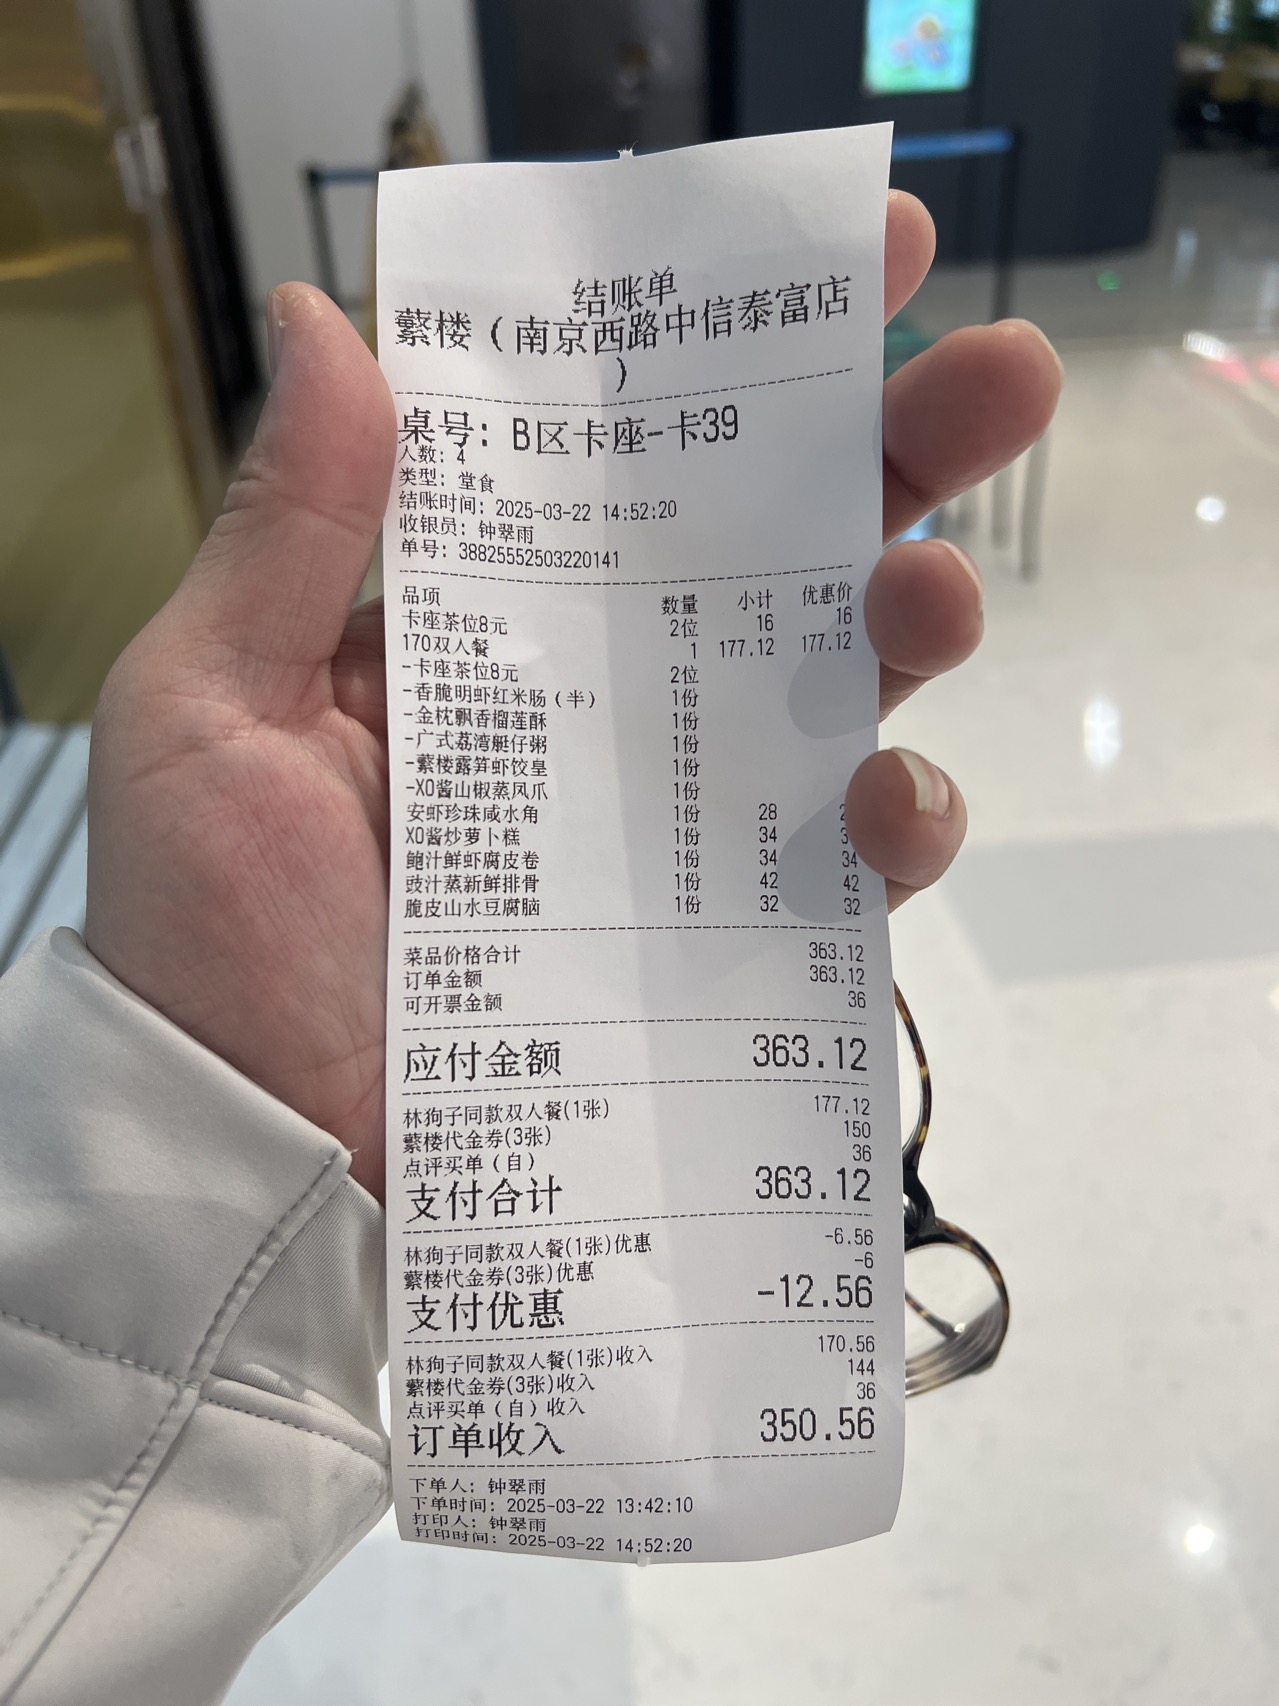 结账单
蘩楼（南京西路中信泰富店
）
桌号: B区卡座-卡39
人数: 4
类型: 堂食
结账时间: 2025-03-22 14:52:20
收银员: 钟翠雨
单号: 38825552503220141
品项 数量 小计 优惠价
卡座茶位8元 2位 16 16
170双人餐 1 177.12 177.12
-卡座茶位8元 2位
-香脆明虾红米肠（半） 1份
-金枕飘香榴莲酥 1份
-广式荔湾艇仔粥 1份
-蘩楼露笋虾饺皇 1份
-XO酱山椒蒸凤爪 1份
安虾珍珠咸水角 1份 28
XO酱炒萝卜糕 1份 34
鲍汁鲜虾腐皮卷 1份 34 34
豉汁蒸新鲜排骨 1份 42 42
脆皮山水豆腐脑 1份 32 32
菜品价格合计 363.12
订单金额 363.12
可开票金额 36
应付金额 363.12
林狗子同款双人餐(1张) 177.12
蘩楼代金券(3张) 150
点评买单（自） 36
支付合计 363.12
林狗子同款双人餐(1张)优惠 -6.56
蘩楼代金券(3张)优惠 -6
支付优惠 -12.56
林狗子同款双人餐(1张)收入 170.56
蘩楼代金券(3张)收入 144
点评买单（自）收入 36
订单收入 350.56
下单人: 钟翠雨
下单时间: 2025-03-22 13:42:10
打印人: 钟翠雨
打印时间: 2025-03-22 14:52:20